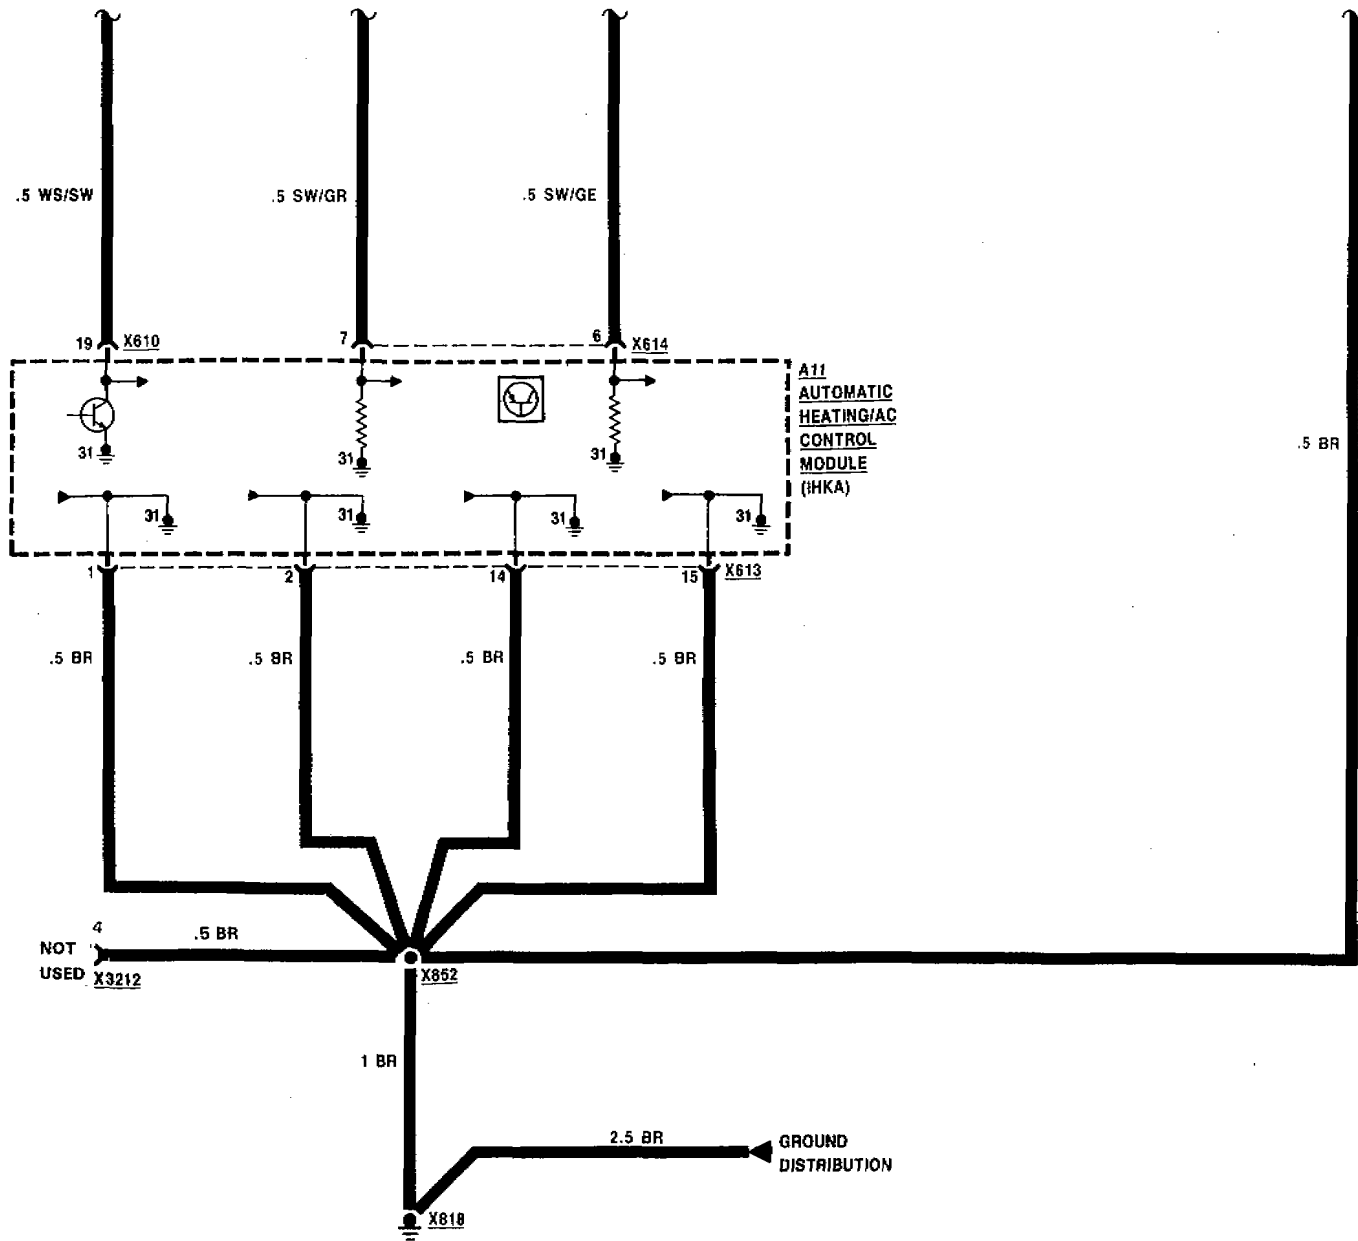 .5 WS/SW
.5 SW/GR
.5 SW/GE
19 X610
7
6 X614
A11
AUTOMATIC
HEATING/AC
CONTROL
MODULE
(IHKA)
.5 BR
31
31
31
31
31
31
31
1
2
14
15 X613
.5 BR
.5 BR
.5 BR
.5 BR
4
.5 BR
NOT
USED X3212
X852
1 BR
2.5 BR
GROUND
DISTRIBUTION
X818